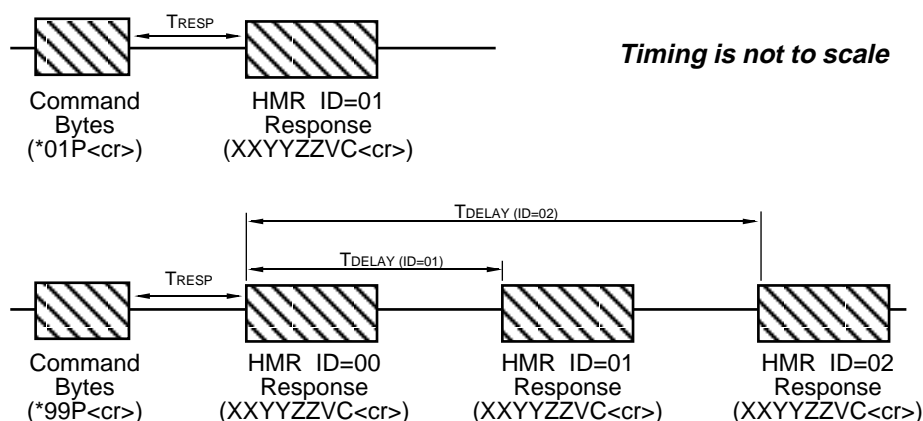 TRESP
Timing is not to scale
Command
Bytes
(*01P<cr>)
HMR ID=01
Response
(XXYYZZVC<cr>)
TDELAY (ID=02)
TDELAY (ID=01)
TRESP
Command
Bytes
(*99P<cr>)
HMR ID=00
Response
(XXYYZZVC<cr>)
HMR ID=01
Response
(XXYYZZVC<cr>)
HMR ID=02
Response
(XXYYZZVC<cr>)